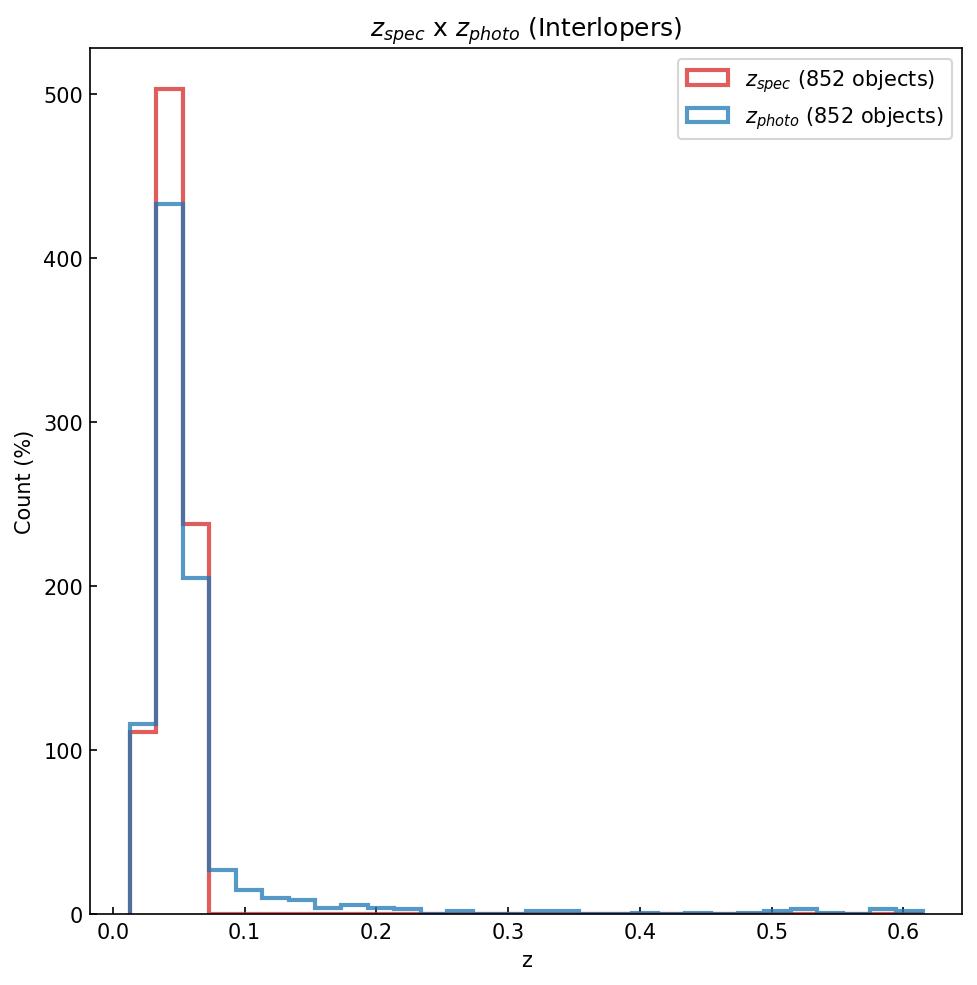 z_spec x z_photo (Interlopers)
z_spec (852 objects)
z_photo (852 objects)
Count (%)
500
400
300
200
100
0
0.0 0.1 0.2 0.3 0.4 0.5 0.6
z